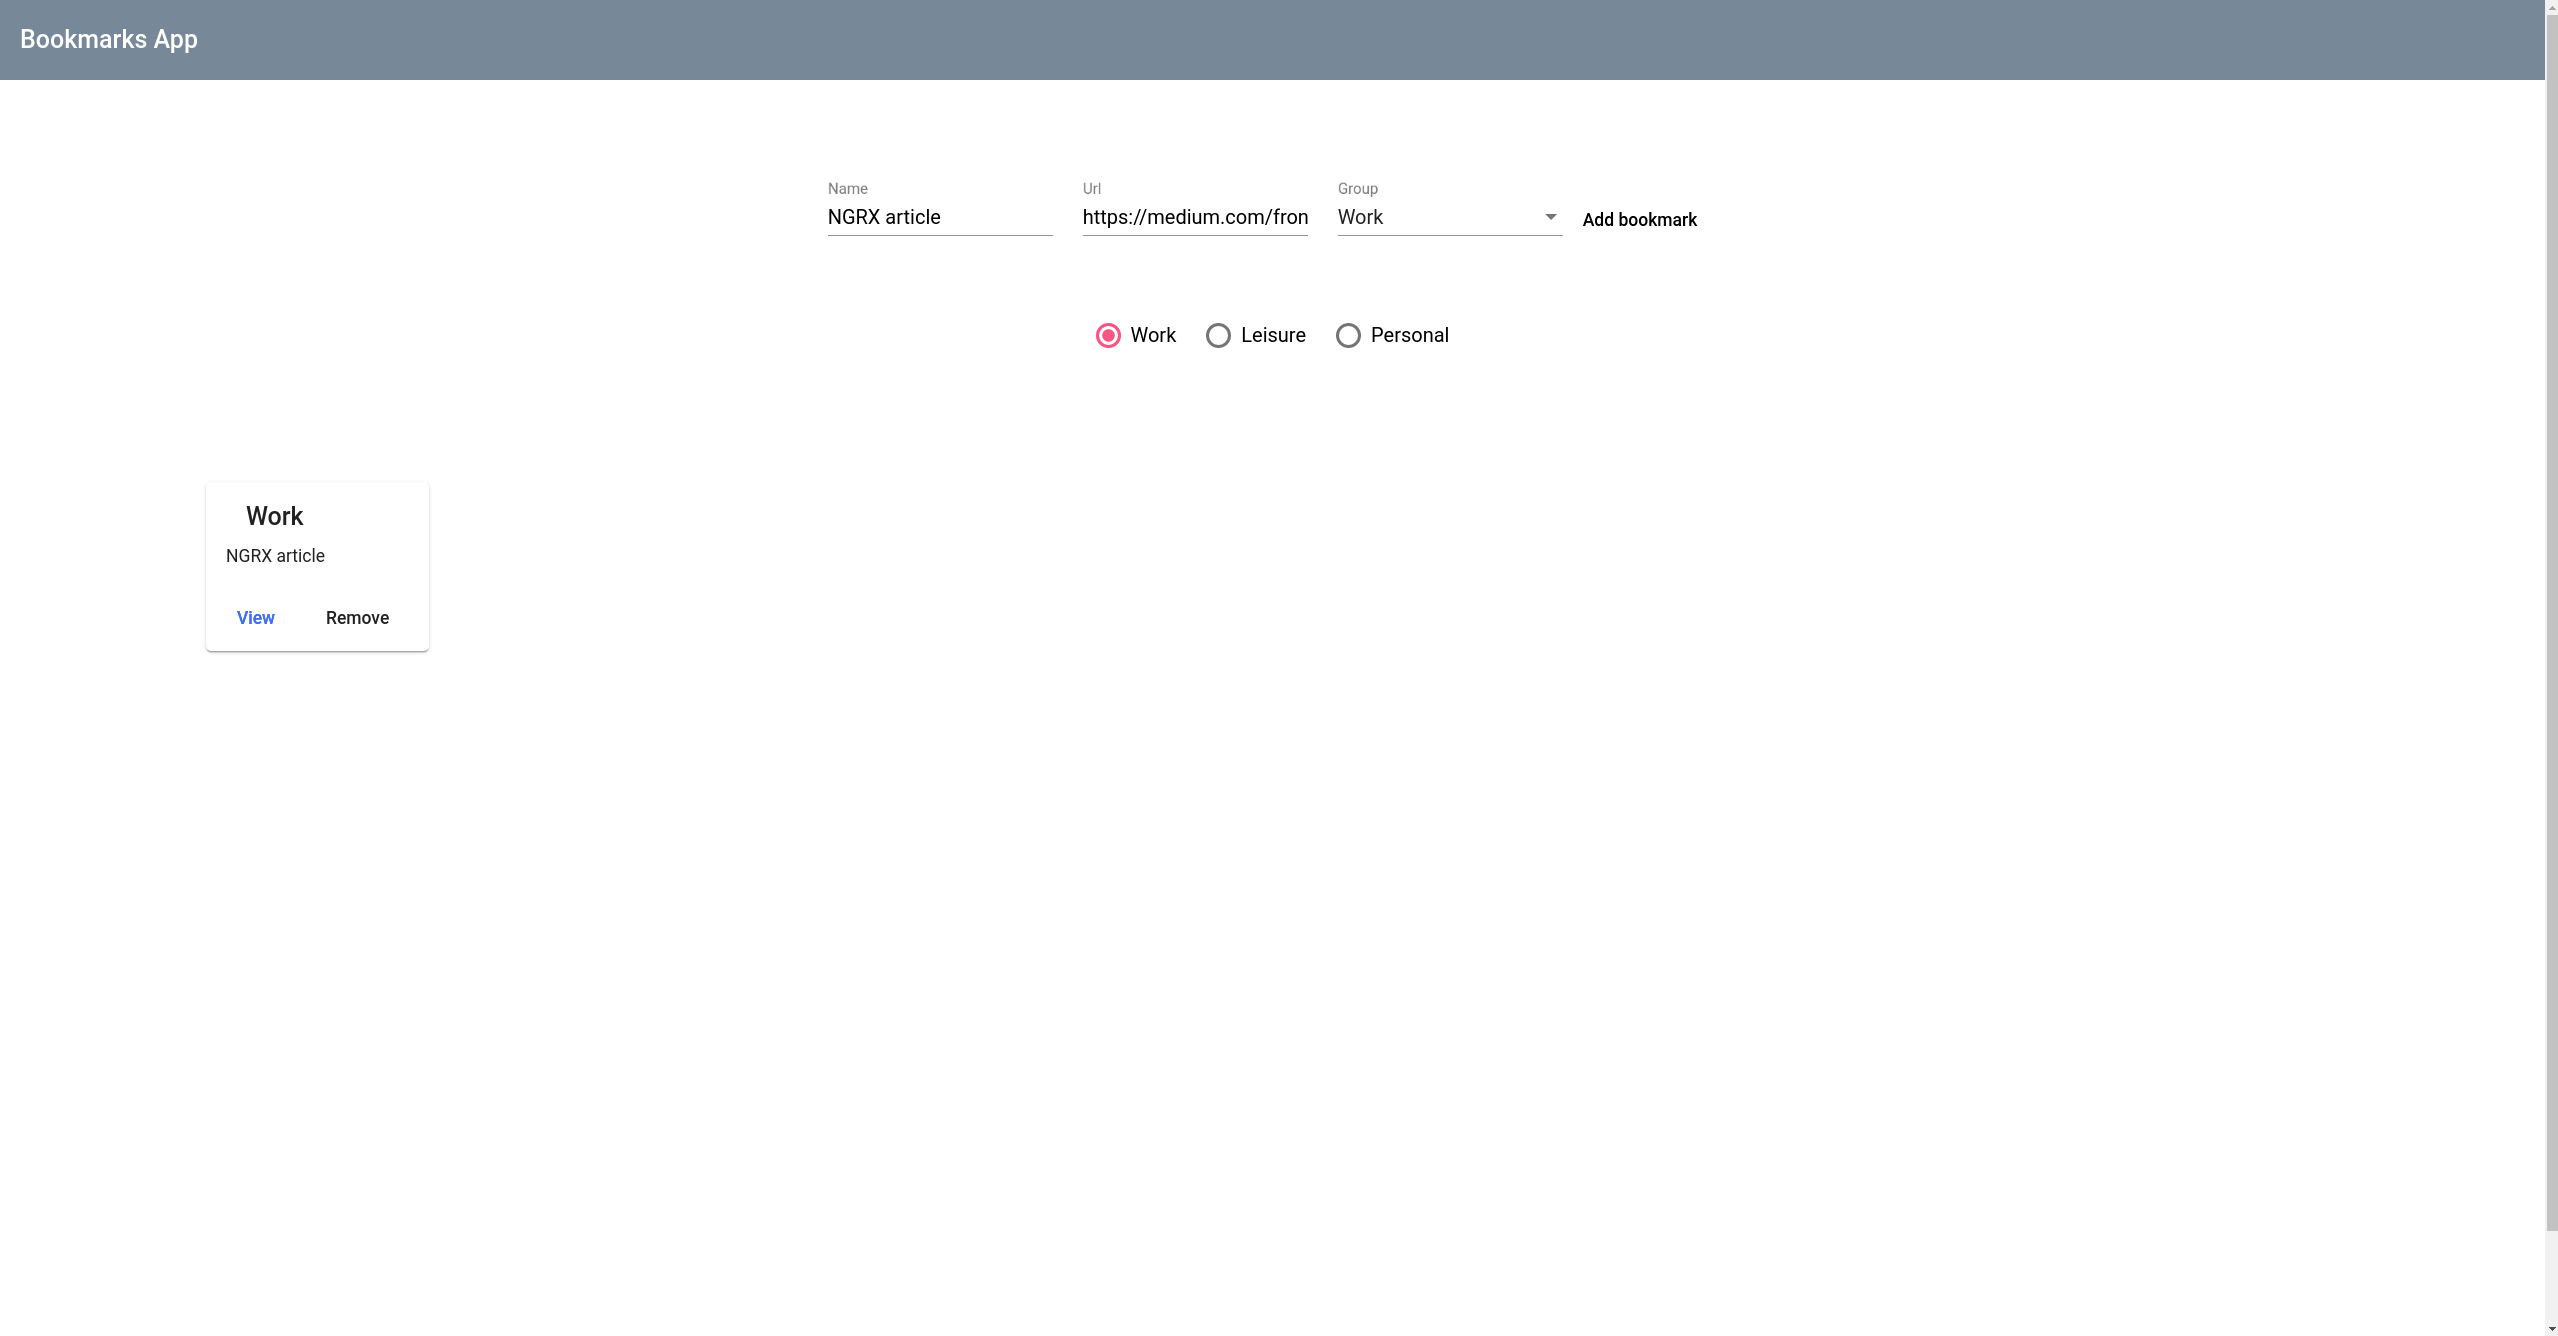 Bookmarks App
Name Url Group
NGRX article https://medium.com/fron Work Add bookmark
Work Leisure Personal
Work
NGRX article
View Remove